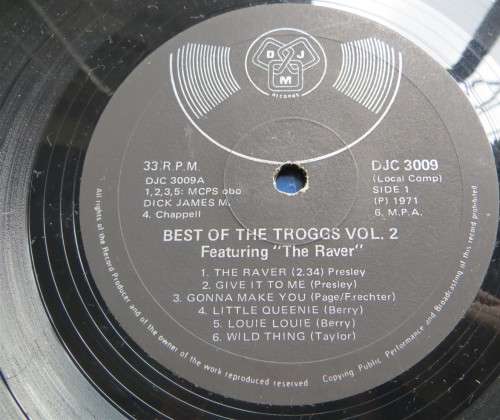 D J
M
RECORDS
33⅓ R.P.M.
DJC 3009A
1,2,3,5: MCPS obo
DICK JAMES M.
4. Chappell
DJC 3009
(Local Comp)
SIDE 1
(P) 1971
6. M.P.A.
BEST OF THE TROGGS VOL. 2
Featuring "The Raver"
1. THE RAVER (2.34) Presley
2. GIVE IT TO ME (Presley)
3. GONNA MAKE YOU (Page/F.rechter)
4. LITTLE QUEENIE (Berry)
5. LOUIE LOUIE (Berry)
6. WILD THING (Taylor)
All rights of the Record Producer and of the owner of the work reproduced reserved. Copying Public Performance and Broadcasting of this record prohibited.